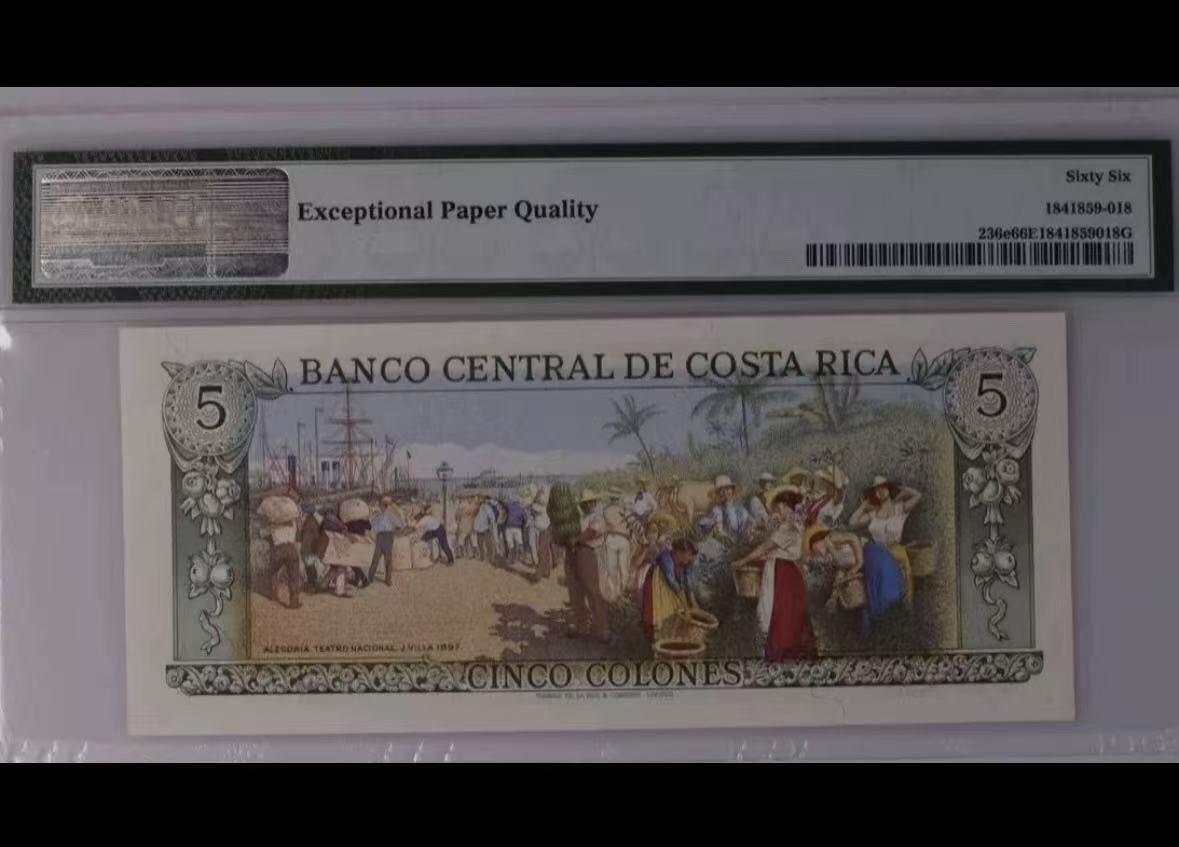 Sixty Six
Exceptional Paper Quality
1841859-018
236e66E1841859018G
BANCO CENTRAL DE COSTA RICA
5
5
ALEGORIA TEATRO NACIONAL J.VILLA 1897
CINCO COLONES